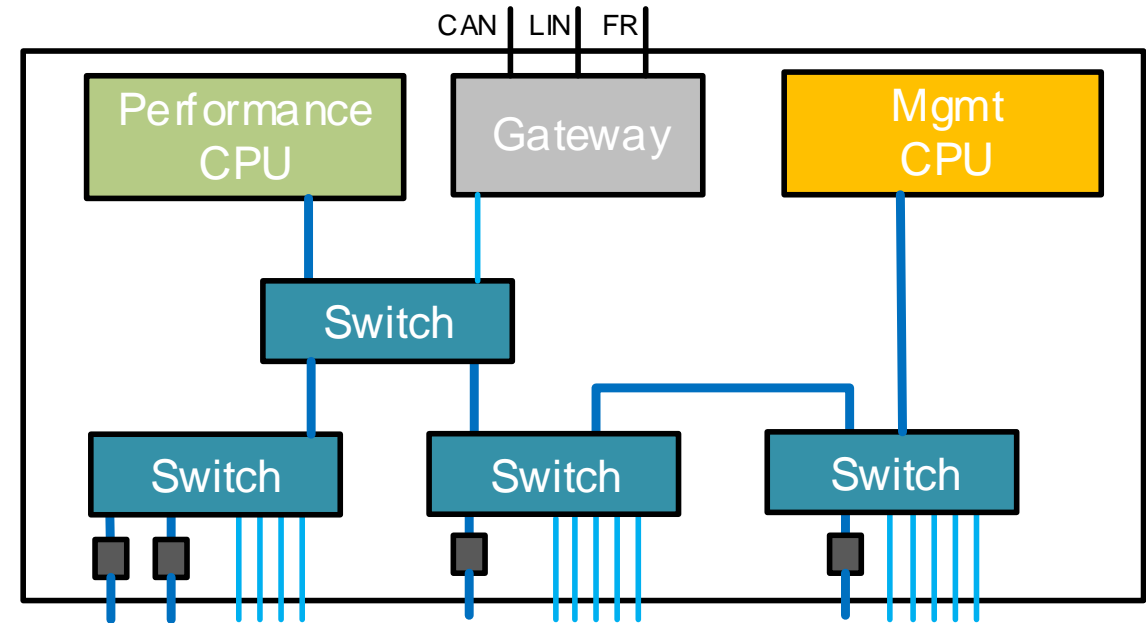 CAN LIN FR
Performance
CPU
Gateway
Mgmt
CPU
Switch
Switch
Switch
Switch